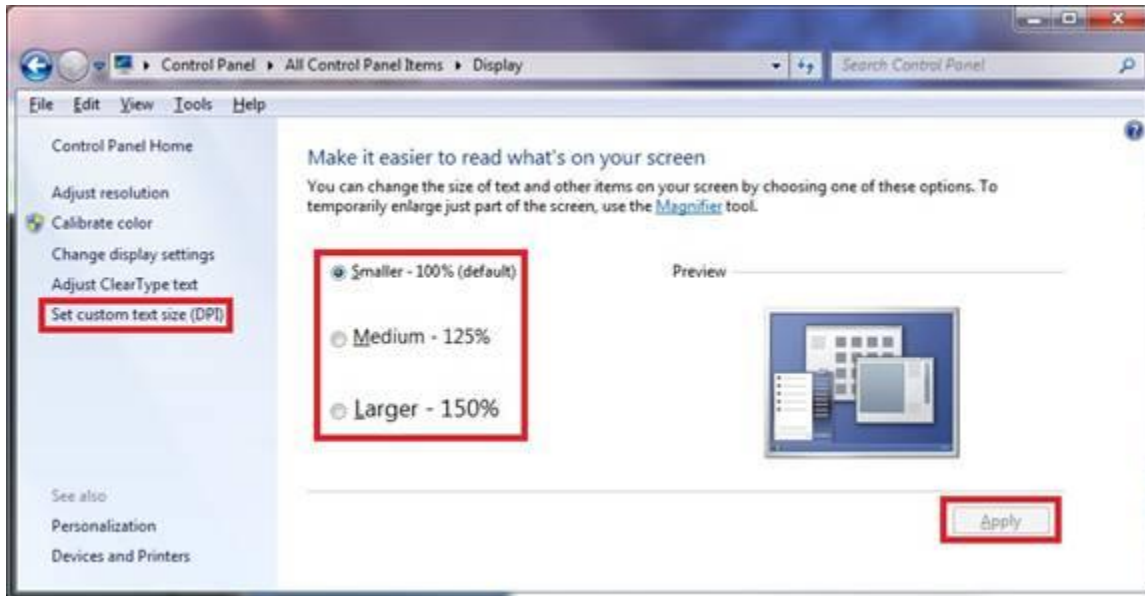 Control Panel ▸ All Control Panel Items ▸ Display
Search Control Panel
File Edit View Tools Help
Control Panel Home
Adjust resolution
Calibrate color
Change display settings
Adjust ClearType text
Set custom text size (DPI)
See also
Personalization
Devices and Printers
Make it easier to read what's on your screen
You can change the size of text and other items on your screen by choosing one of these options. To
temporarily enlarge just part of the screen, use the Magnifier tool.
Smaller - 100% (default)
Medium - 125%
Larger - 150%
Preview
Apply